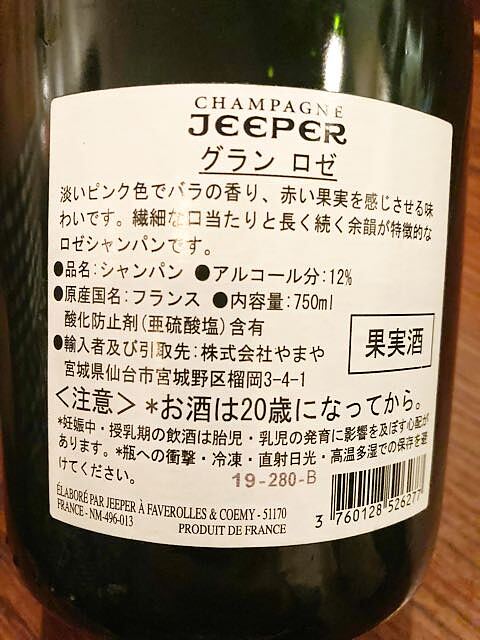 CHAMPAGNE
JEEPER
グラン ロゼ
淡いピンク色でバラの香り、赤い果実を感じさせる味
わいです。繊細な口当たりと長く続く余韻が特徴的な
ロゼシャンパンです。
●品名:シャンパン ●アルコール分:12%
●原産国名:フランス ●内容量:750ml
酸化防止剤(亜硫酸塩)含有
●輸入者及び引取先:株式会社やまや
宮城県仙台市宮城野区榴岡3-4-1
果実酒
<注意> *お酒は20歳になってから。
*妊娠中・授乳期の飲酒は胎児・乳児の発育に影響を及ぼす心配が
あります。*瓶への衝撃・冷凍・直射日光・高温多湿での保存を避
けてください。
19-280-B
ÉLABORÉ PAR JEEPER À FAVEROLLES & COEMY - 51170
FRANCE - NM-496-013
PRODUIT DE FRANCE
3 760128 526277